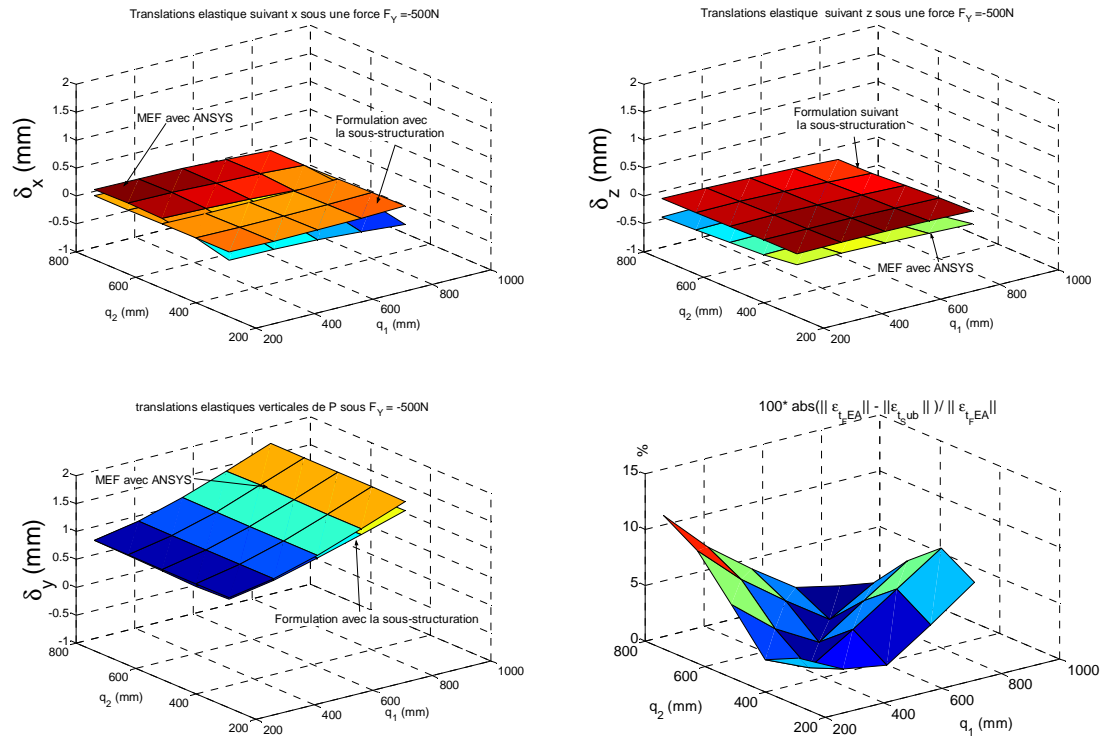 Translations elastique suivant x sous une force F_Y =-500N
2
1.5
1
0.5
0
-0.5
-1
δ_x (mm)
MEF avec ANSYS
Formulation avec
la sous-structuration
800
600
400
200
q_2 (mm)
200
400
600
800
1000
q_1 (mm)
Translations elastique suivant z sous une force F_Y =-500N
2
1.5
1
0.5
0
-0.5
-1
δ_z (mm)
Formulation suivant
la sous-structuration
MEF avec ANSYS
800
600
400
200
q_2 (mm)
200
400
600
800
1000
q_1 (mm)
translations elastiques verticales de P sous F_Y = -500N
2
1.5
1
0.5
0
-0.5
-1
δ_y (mm)
MEF avec ANSYS
Formulation avec la sous-structuration
800
600
400
200
q_2 (mm)
200
400
600
800
1000
q_1 (mm)
100* abs(|| ε_{t_FEA}|| - ||ε_{t_Sub} || )/ || ε_{t_FEA}||
%
15
10
5
0
800
600
400
200
q_2 (mm)
200
400
600
800
1000
q_1 (mm)